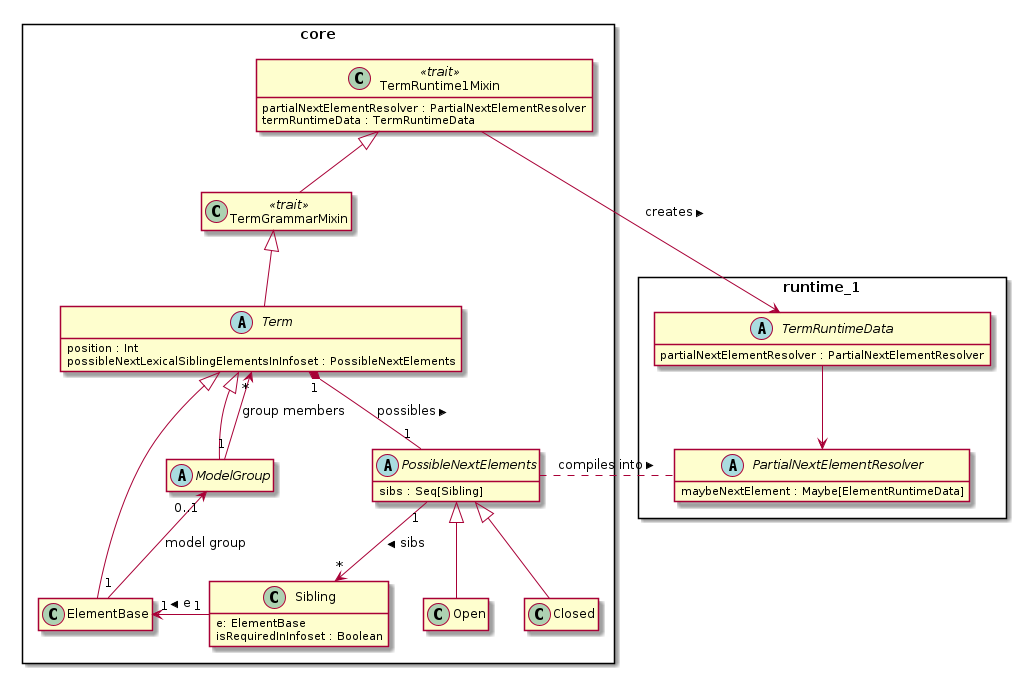 core
C «trait»
TermRuntime1Mixin
partialNextElementResolver : PartialNextElementResolver
termRuntimeData : TermRuntimeData
C «trait»
TermGrammarMixin
creates ►
runtime_1
A Term
position : Int
possibleNextLexicalSiblingElementsInInfoset : PossibleNextElements
A TermRuntimeData
partialNextElementResolver : PartialNextElementResolver
* 1
group members
possibles ►
1 1
A ModelGroup
A PossibleNextElements
sibs : Seq[Sibling]
compiles into ►
A PartialNextElementResolver
maybeNextElement : Maybe[ElementRuntimeData]
0..1
1
model group
◄ sibs
*
1
C ElementBase
1 ◄ e 1
C Sibling
e: ElementBase
isRequiredInInfoset : Boolean
C Open
C Closed